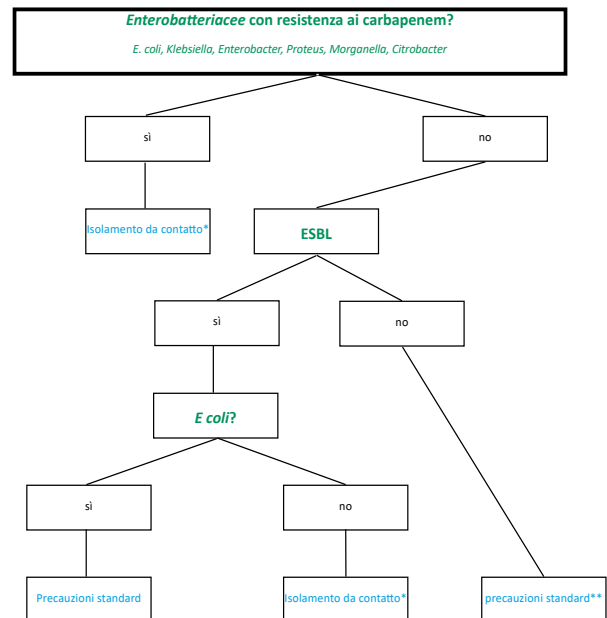 Enterobatteriacee con resistenza ai carbapenem?
E. coli, Klebsiella, Enterobacter, Proteus, Morganella, Citrobacter
sì
no
Isolamento da contatto*
ESBL
sì
no
E coli?
sì
no
Precauzioni standard
Isolamento da contatto*
precauzioni standard**